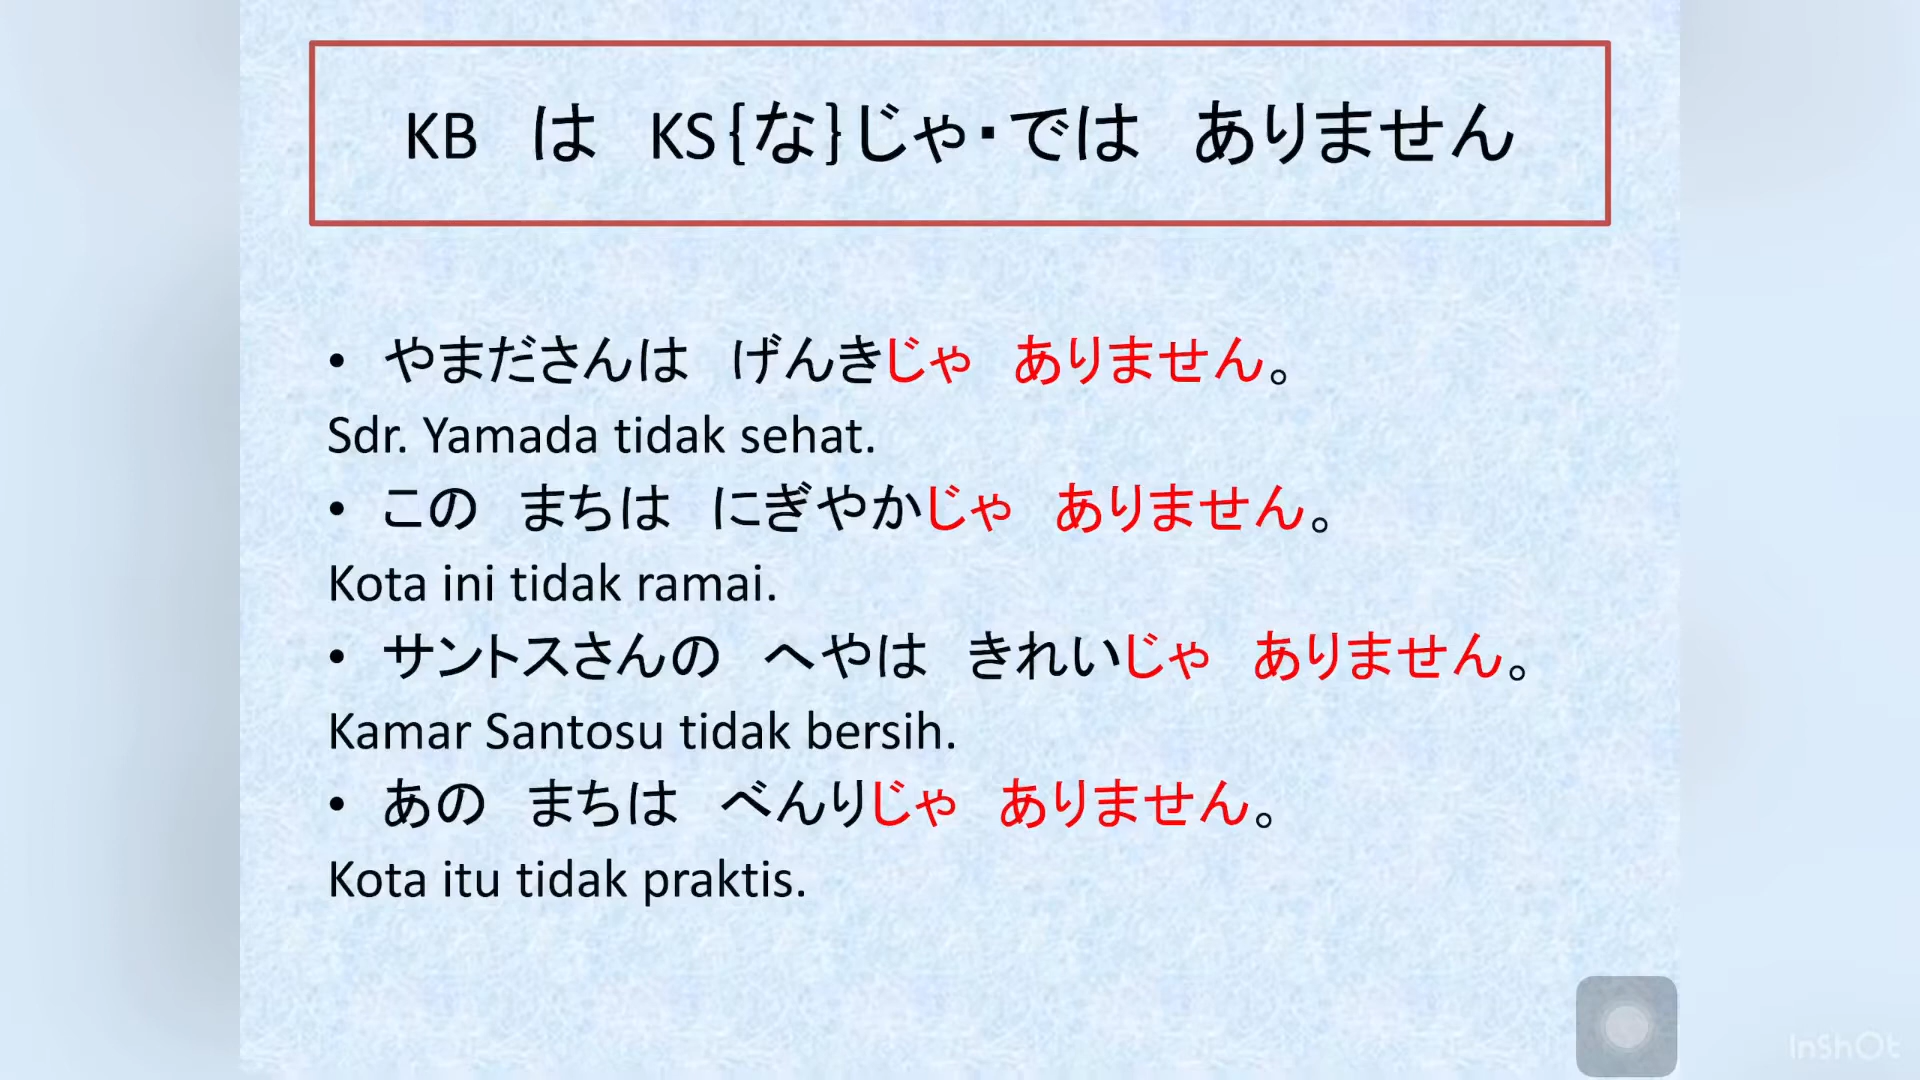 KB　は　KS{な}じゃ・では　ありません
• やまださんは　げんきじゃ　ありません。
Sdr. Yamada tidak sehat.
• この　まちは　にぎやかじゃ　ありません。
Kota ini tidak ramai.
• サントスさんの　へやは　きれいじゃ　ありません。
Kamar Santosu tidak bersih.
• あの　まちは　べんりじゃ　ありません。
Kota itu tidak praktis.
InShOt